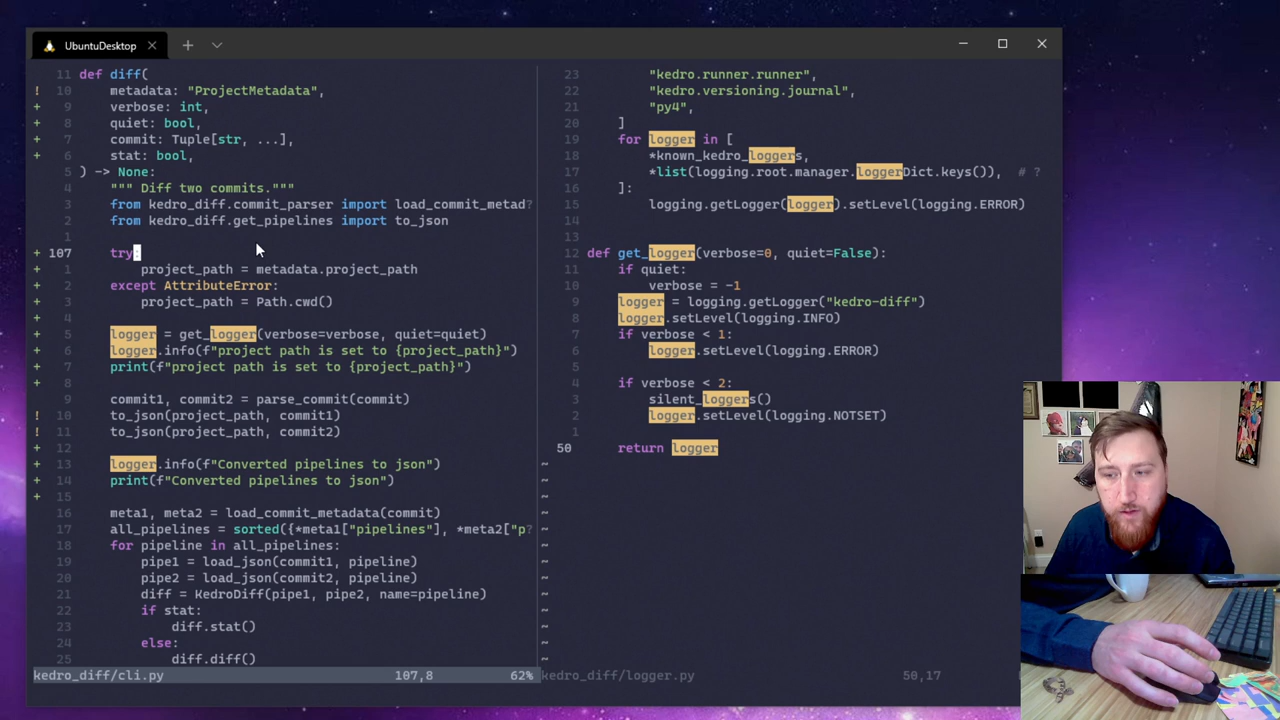 UbuntuDesktop
11 def diff(
! 10 metadata: "ProjectMetadata",
+ 9 verbose: int,
+ 8 quiet: bool,
+ 7 commit: Tuple[str, ...],
+ 6 stat: bool,
5 ) -> None:
4 """ Diff two commits."""
3 from kedro_diff.commit_parser import load_commit_metad?
2 from kedro_diff.get_pipelines import to_json
1
+ 107 try:
+ 1 project_path = metadata.project_path
+ 2 except AttributeError:
+ 3 project_path = Path.cwd()
+ 4
+ 5 logger = get_logger(verbose=verbose, quiet=quiet)
+ 6 logger.info(f"project path is set to {project_path}")
+ 7 print(f"project path is set to {project_path}")
+ 8
9 commit1, commit2 = parse_commit(commit)
! 10 to_json(project_path, commit1)
! 11 to_json(project_path, commit2)
+ 12
+ 13 logger.info(f"Converted pipelines to json")
+ 14 print(f"Converted pipelines to json")
+ 15
16 meta1, meta2 = load_commit_metadata(commit)
17 all_pipelines = sorted({*meta1["pipelines"], *meta2["p?
18 for pipeline in all_pipelines:
19 pipe1 = load_json(commit1, pipeline)
20 pipe2 = load_json(commit2, pipeline)
21 diff = KedroDiff(pipe1, pipe2, name=pipeline)
22 if stat:
23 diff.stat()
24 else:
25 diff.diff()
kedro_diff/cli.py 107,8 62%
23 "kedro.runner.runner",
22 "kedro.versioning.journal",
21 "py4",
20 ]
19 for logger in [
18 *known_kedro_loggers,
17 *list(logging.root.manager.loggerDict.keys()), # ?
16 ]:
15 logging.getLogger(logger).setLevel(logging.ERROR)
14
13
12 def get_logger(verbose=0, quiet=False):
11 if quiet:
10 verbose = -1
9 logger = logging.getLogger("kedro-diff")
8 logger.setLevel(logging.INFO)
7 if verbose < 1:
6 logger.setLevel(logging.ERROR)
5
4 if verbose < 2:
3 silent_loggers()
2 logger.setLevel(logging.NOTSET)
1
50 return logger
~
~
~
~
~
~
~
~
~
~
~
~
~
kedro_diff/logger.py 50,17